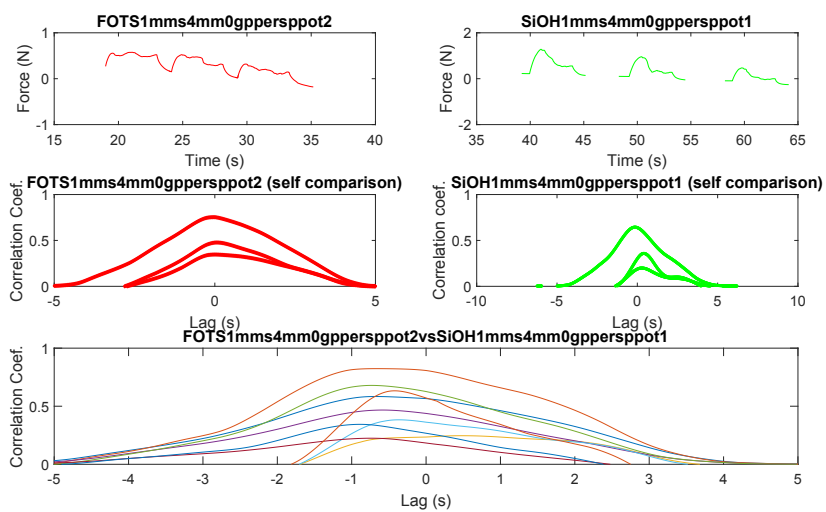 FOTS1mms4mm0gppersppot2
SiOH1mms4mm0gppersppot1
Force (N)
1
0
-1
15 20 25 30 35 40
Time (s)
Force (N)
2
0
-2
35 40 45 50 55 60 65
Time (s)
FOTS1mms4mm0gppersppot2 (self comparison)
SiOH1mms4mm0gppersppot1 (self comparison)
Correlation Coef.
1
0.5
0
-5 0 5
Lag (s)
Correlation coef.
1
0.5
0
-10 -5 0 5 10
Lag (s)
FOTS1mms4mm0gppersppot2vsSiOH1mms4mm0gppersppot1
Correlation Coef.
1
0.5
0
-5 -4 -3 -2 -1 0 1 2 3 4 5
Lag (s)